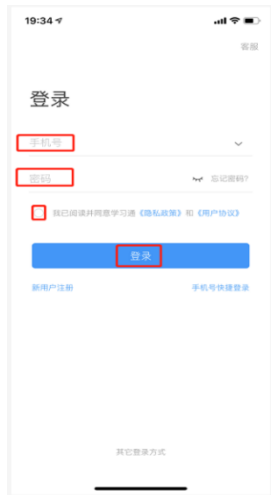 19:34
客服
登录
手机号
密码 忘记密码?
我已阅读并同意学习通《隐私政策》和《用户协议》
登录
新用户注册 手机号快捷登录
其它登录方式